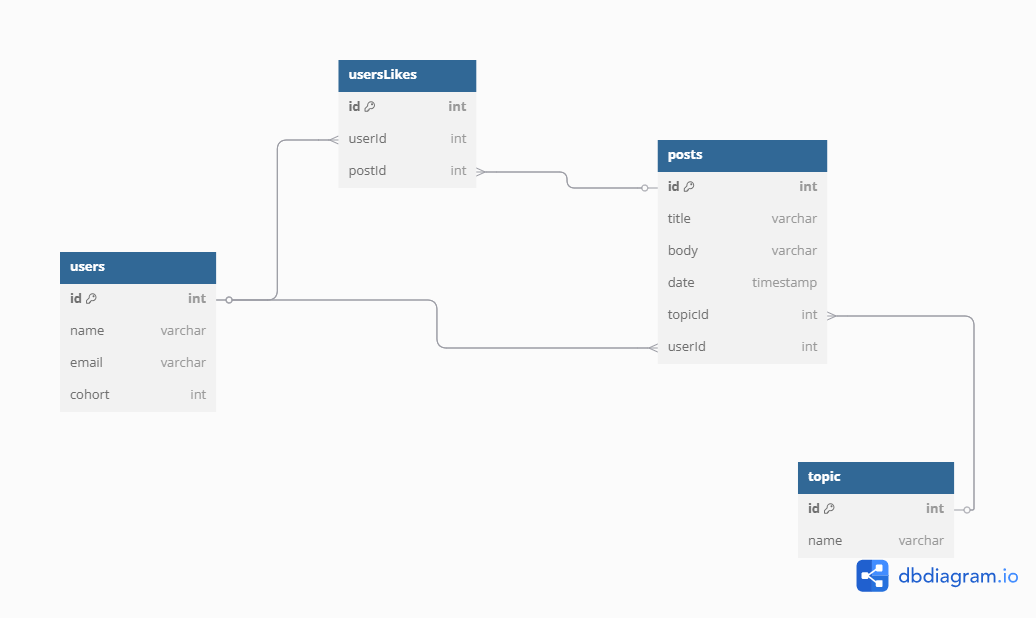 usersLikes
id int
userId int
postId int
posts
id int
title varchar
body varchar
date timestamp
topicId int
userId int
users
id int
name varchar
email varchar
cohort int
topic
id int
name varchar
dbdiagram.io